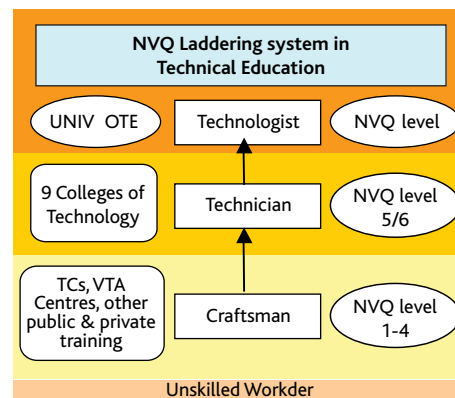 NVQ Laddering system in
Technical Education
UNIV OTE
Technologist
NVQ level
9 Colleges of
Technology
Technician
NVQ level
5/6
TCs, VTA
Centres, other
public & private
training
Craftsman
NVQ level
1-4
Unskilled Workder